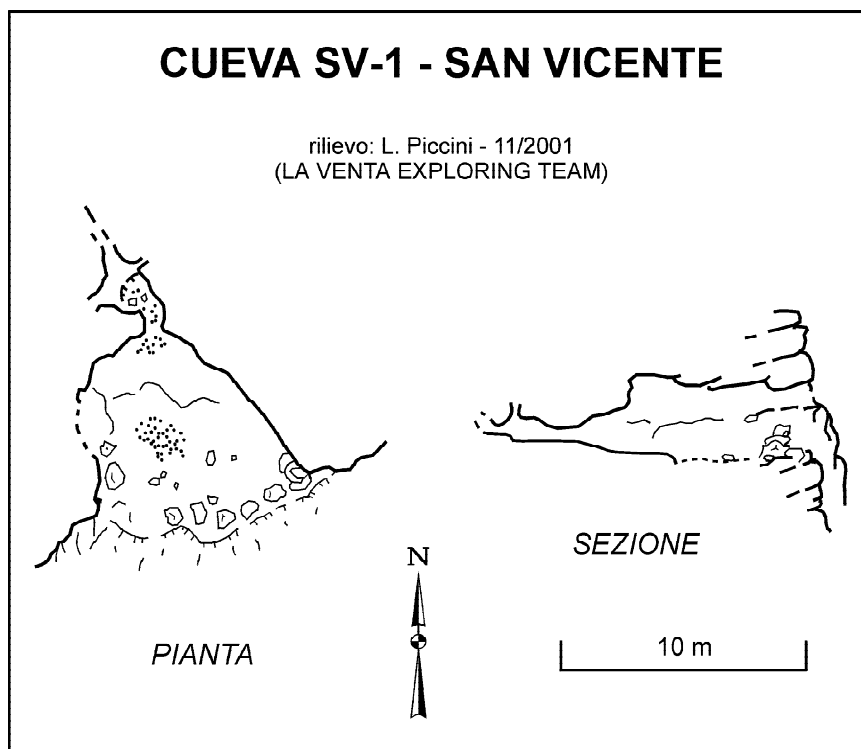 CUEVA SV-1 - SAN VICENTE
rilievo: L. Piccini - 11/2001
(LA VENTA EXPLORING TEAM)
SEZIONE
N
PIANTA
10 m